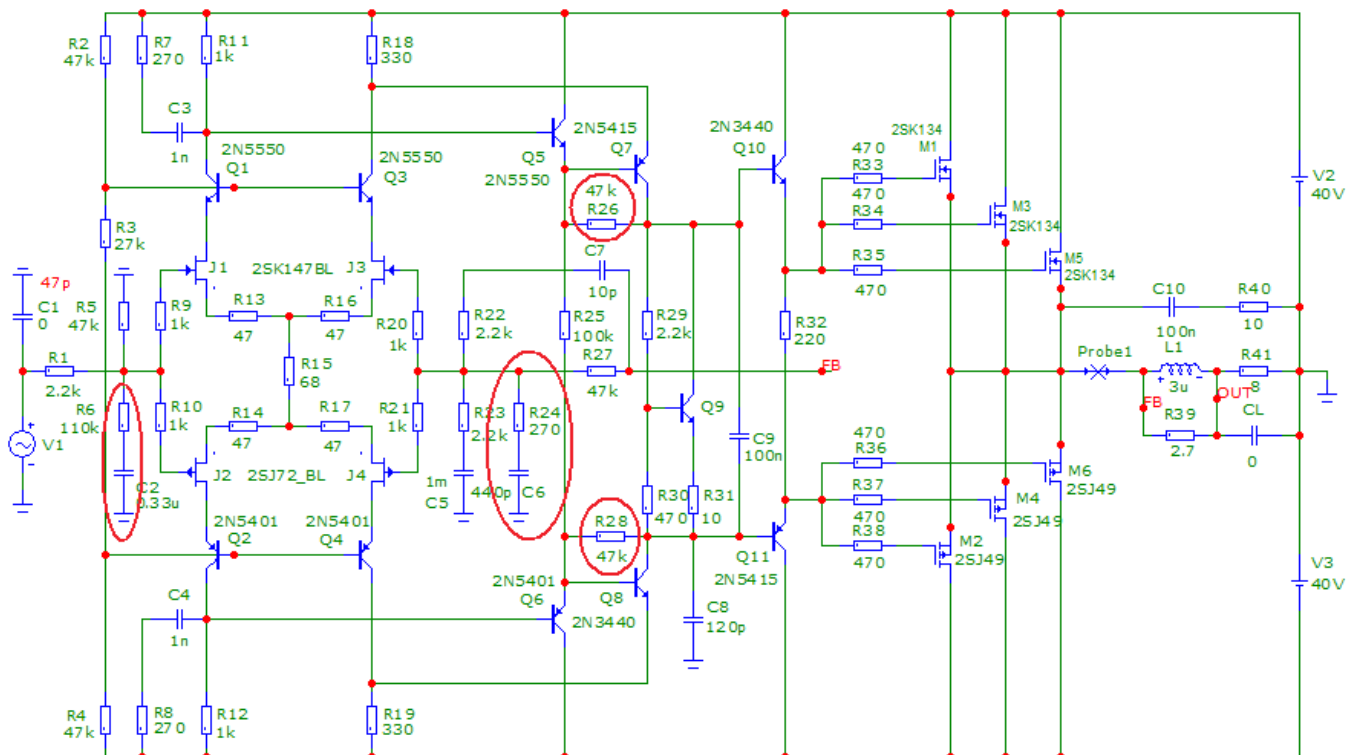 R2
47k
R7
270
R11
1k
R18
330
C3
1n
2N5550
Q1
2N5550
Q3
Q5
2N5415
Q7
2N5550
2N3440
Q10
2SK134
M1
470
R33
470
R34
R35
470
M3
2SK134
M5
2SK134
V2
40V
R3
27k
47k
R26
C7
10p
47p
C1
0
R5
47k
R9
1k
J1
2SK147BL
J3
R13
47
R16
47
R20
1k
R22
2.2k
R25
100k
R29
2.2k
R32
220
C10
100n
R40
10
R1
2.2k
R15
68
R27
47k
FB
Probe1
L1
+
-
3u
R41
8
V1
+
-
R6
110k
R10
1k
R14
47
R17
47
R21
1k
R23
2.2k
R24
270
Q9
C9
100n
FB
R39
2.7
OUT
CL
0
C2
0.33u
J2
2SJ72_BL
J4
1m
C5
440p
C6
R30
470
R31
10
470
R36
R37
470
R38
470
M6
2SJ49
M4
2SJ49
M2
2SJ49
2N5401
Q2
2N5401
Q4
R28
47k
Q11
2N5415
2N5401
Q6
Q8
2N3440
C8
120p
V3
40V
C4
1n
R4
47k
R8
270
R12
1k
R19
330